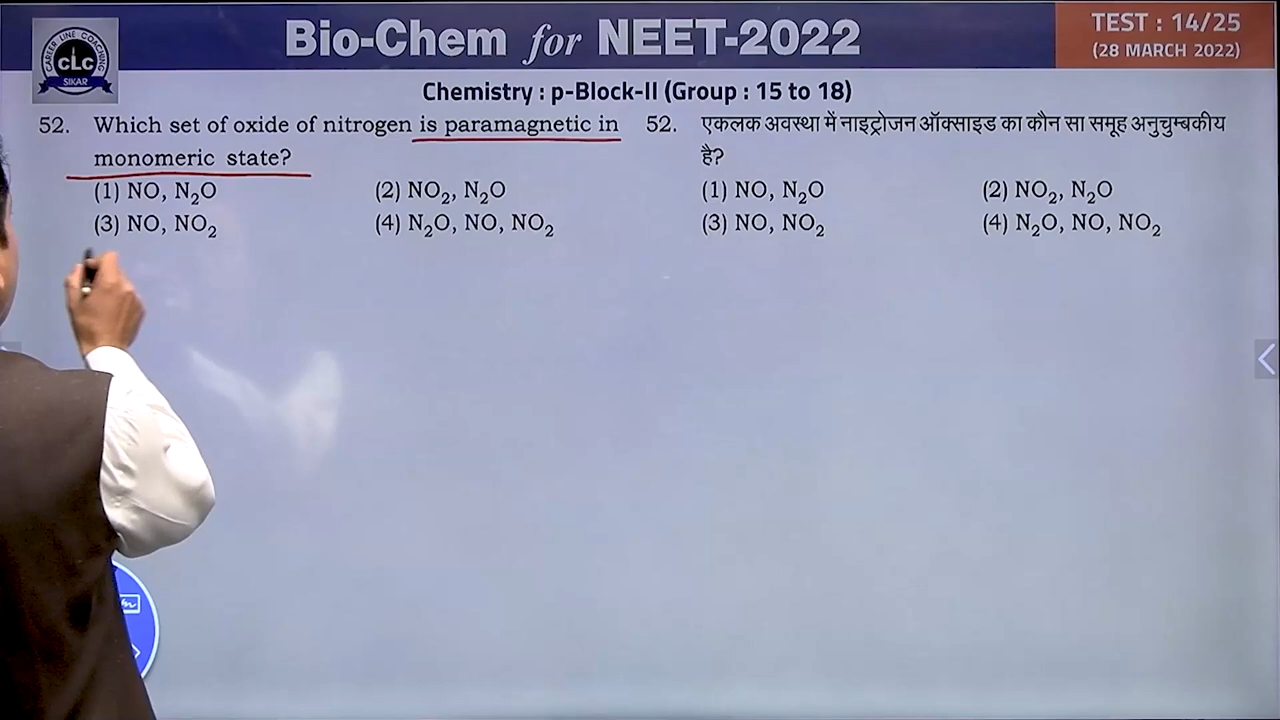 CAREER LINE COACHING
CLC
SIKAR
Bio-Chem for NEET-2022
TEST : 14/25
(28 MARCH 2022)
Chemistry : p-Block-II (Group : 15 to 18)
52. Which set of oxide of nitrogen is paramagnetic in
monomeric state?
(1) NO, N₂O (2) NO₂, N₂O
(3) NO, NO₂ (4) N₂O, NO, NO₂
52. एकलक अवस्था में नाइट्रोजन ऑक्साइड का कौन सा समूह अनुचुम्बकीय
है?
(1) NO, N₂O (2) NO₂, N₂O
(3) NO, NO₂ (4) N₂O, NO, NO₂